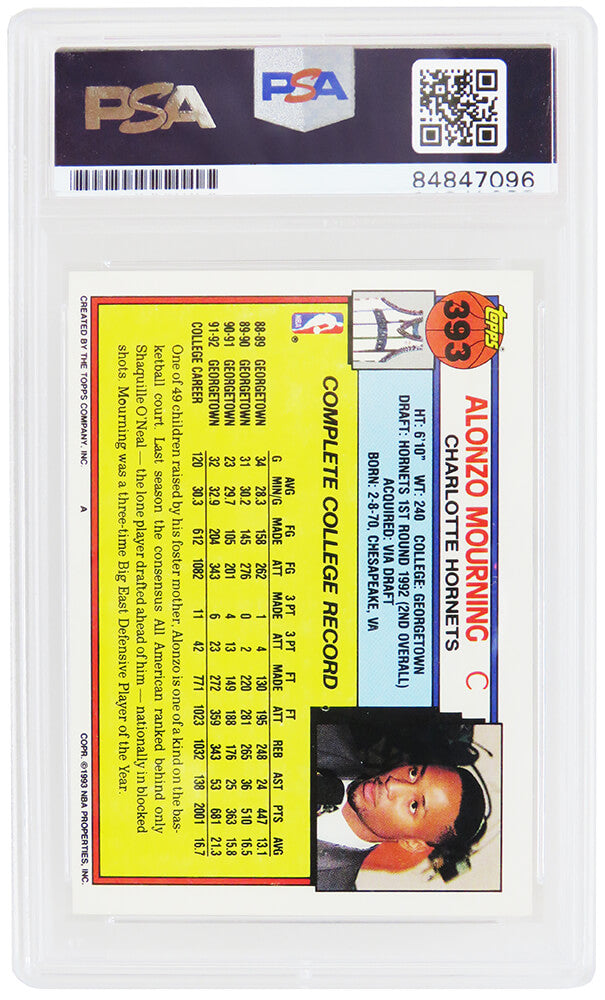 PSA
PSA
84847096
TOPPS
393
ALONZO MOURNING C
CHARLOTTE HORNETS
HT: 6'10" WT: 240 COLLEGE: GEORGETOWN
DRAFT: HORNETS 1ST ROUND 1992 (2ND OVERALL)
ACQUIRED: VIA DRAFT
BORN: 2-8-70, CHESAPEAKE, VA
NBA ®
COMPLETE COLLEGE RECORD
AVG FG FG 3 PT 3 PT FT FT
G MIN/G MADE ATT MADE ATT MADE ATT REB AST PTS AVG
88-89 GEORGETOWN 34 28.3 158 262 1 4 130 195 248 24 447 13.1
89-90 GEORGETOWN 31 30.2 145 276 0 2 220 281 265 36 510 16.5
90-91 GEORGETOWN 23 29.7 105 201 4 13 149 188 176 25 363 15.8
91-92 GEORGETOWN 32 32.9 204 343 6 23 272 359 343 53 681 21.3
COLLEGE CAREER 120 30.3 612 1082 11 42 771 1023 1032 138 2001 16.7
One of 49 children raised by his foster mother, Alonzo is one of a kind on the bas-
ketball court. Last season the consensus All American ranked behind only
Shaquille O'Neal — the lone player drafted ahead of him — nationally in blocked
shots. Mourning was a three-time Big East Defensive Player of the Year.
CREATED BY THE TOPPS COMPANY, INC. A COPR. ©1993 NBA PROPERTIES, INC.